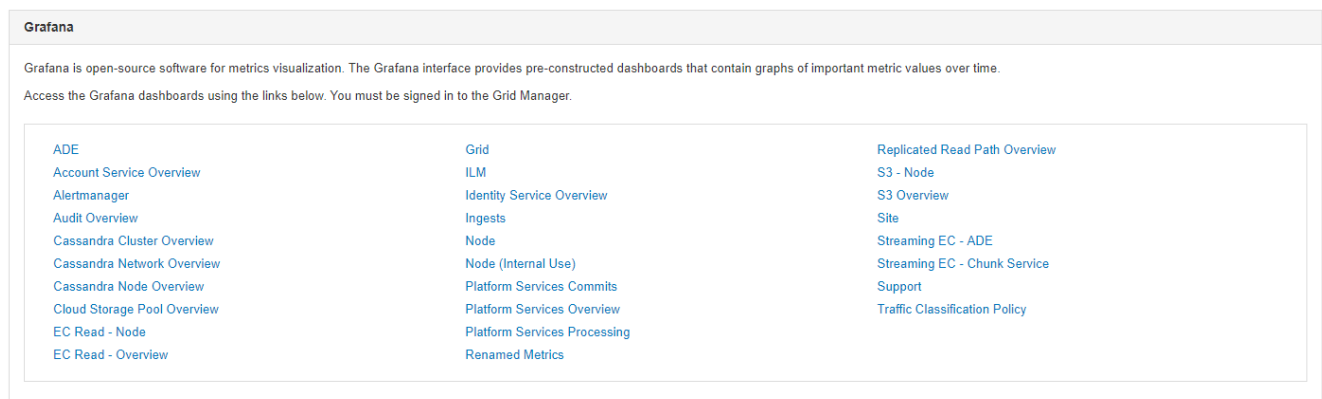 Grafana
Grafana is open-source software for metrics visualization. The Grafana interface provides pre-constructed dashboards that contain graphs of important metric values over time.
Access the Grafana dashboards using the links below. You must be signed in to the Grid Manager.
ADE
Account Service Overview
Alertmanager
Audit Overview
Cassandra Cluster Overview
Cassandra Network Overview
Cassandra Node Overview
Cloud Storage Pool Overview
EC Read - Node
EC Read - Overview
Grid
ILM
Identity Service Overview
Ingests
Node
Node (Internal Use)
Platform Services Commits
Platform Services Overview
Platform Services Processing
Renamed Metrics
Replicated Read Path Overview
S3 - Node
S3 Overview
Site
Streaming EC - ADE
Streaming EC - Chunk Service
Support
Traffic Classification Policy